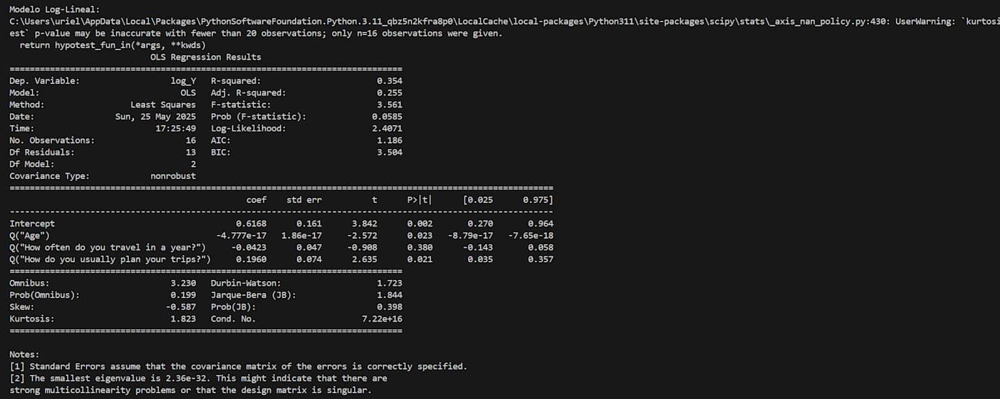 Modelo Log-Lineal:
C:\Users\uriel\AppData\Local\Packages\PythonSoftwareFoundation.Python.3.11_qbz5n2kfra8p0\LocalCache\local-packages\Python311\site-packages\scipy\stats\_axis_nan_policy.py:430: UserWarning: `kurtosi
est` p-value may be inaccurate with fewer than 20 observations; only n=16 observations were given.
  return hypotest_fun_in(*args, **kwds)
                            OLS Regression Results
==============================================================================
Dep. Variable:                  log_Y   R-squared:                       0.354
Model:                            OLS   Adj. R-squared:                  0.255
Method:                 Least Squares   F-statistic:                     3.561
Date:                Sun, 25 May 2025   Prob (F-statistic):             0.0585
Time:                        17:25:49   Log-Likelihood:                 2.4071
No. Observations:                  16   AIC:                             1.186
Df Residuals:                      13   BIC:                             3.504
Df Model:                           2
Covariance Type:            nonrobust
============================================================================================================
                                               coef    std err          t      P>|t|      [0.025      0.975]
------------------------------------------------------------------------------------------------------------
Intercept                                    0.6168      0.161      3.842      0.002       0.270       0.964
Q("Age")                                 -4.777e-17   1.86e-17     -2.572      0.023   -8.79e-17   -7.65e-18
Q("How often do you travel in a year?")     -0.0423      0.047     -0.908      0.380      -0.143       0.058
Q("How do you usually plan your trips?")     0.1960      0.074      2.635      0.021       0.035       0.357
==============================================================================
Omnibus:                        3.230   Durbin-Watson:                   1.723
Prob(Omnibus):                  0.199   Jarque-Bera (JB):                1.844
Skew:                          -0.587   Prob(JB):                        0.398
Kurtosis:                       1.823   Cond. No.                     7.22e+16
==============================================================================
Notes:
[1] Standard Errors assume that the covariance matrix of the errors is correctly specified.
[2] The smallest eigenvalue is 2.36e-32. This might indicate that there are
strong multicollinearity problems or that the design matrix is singular.